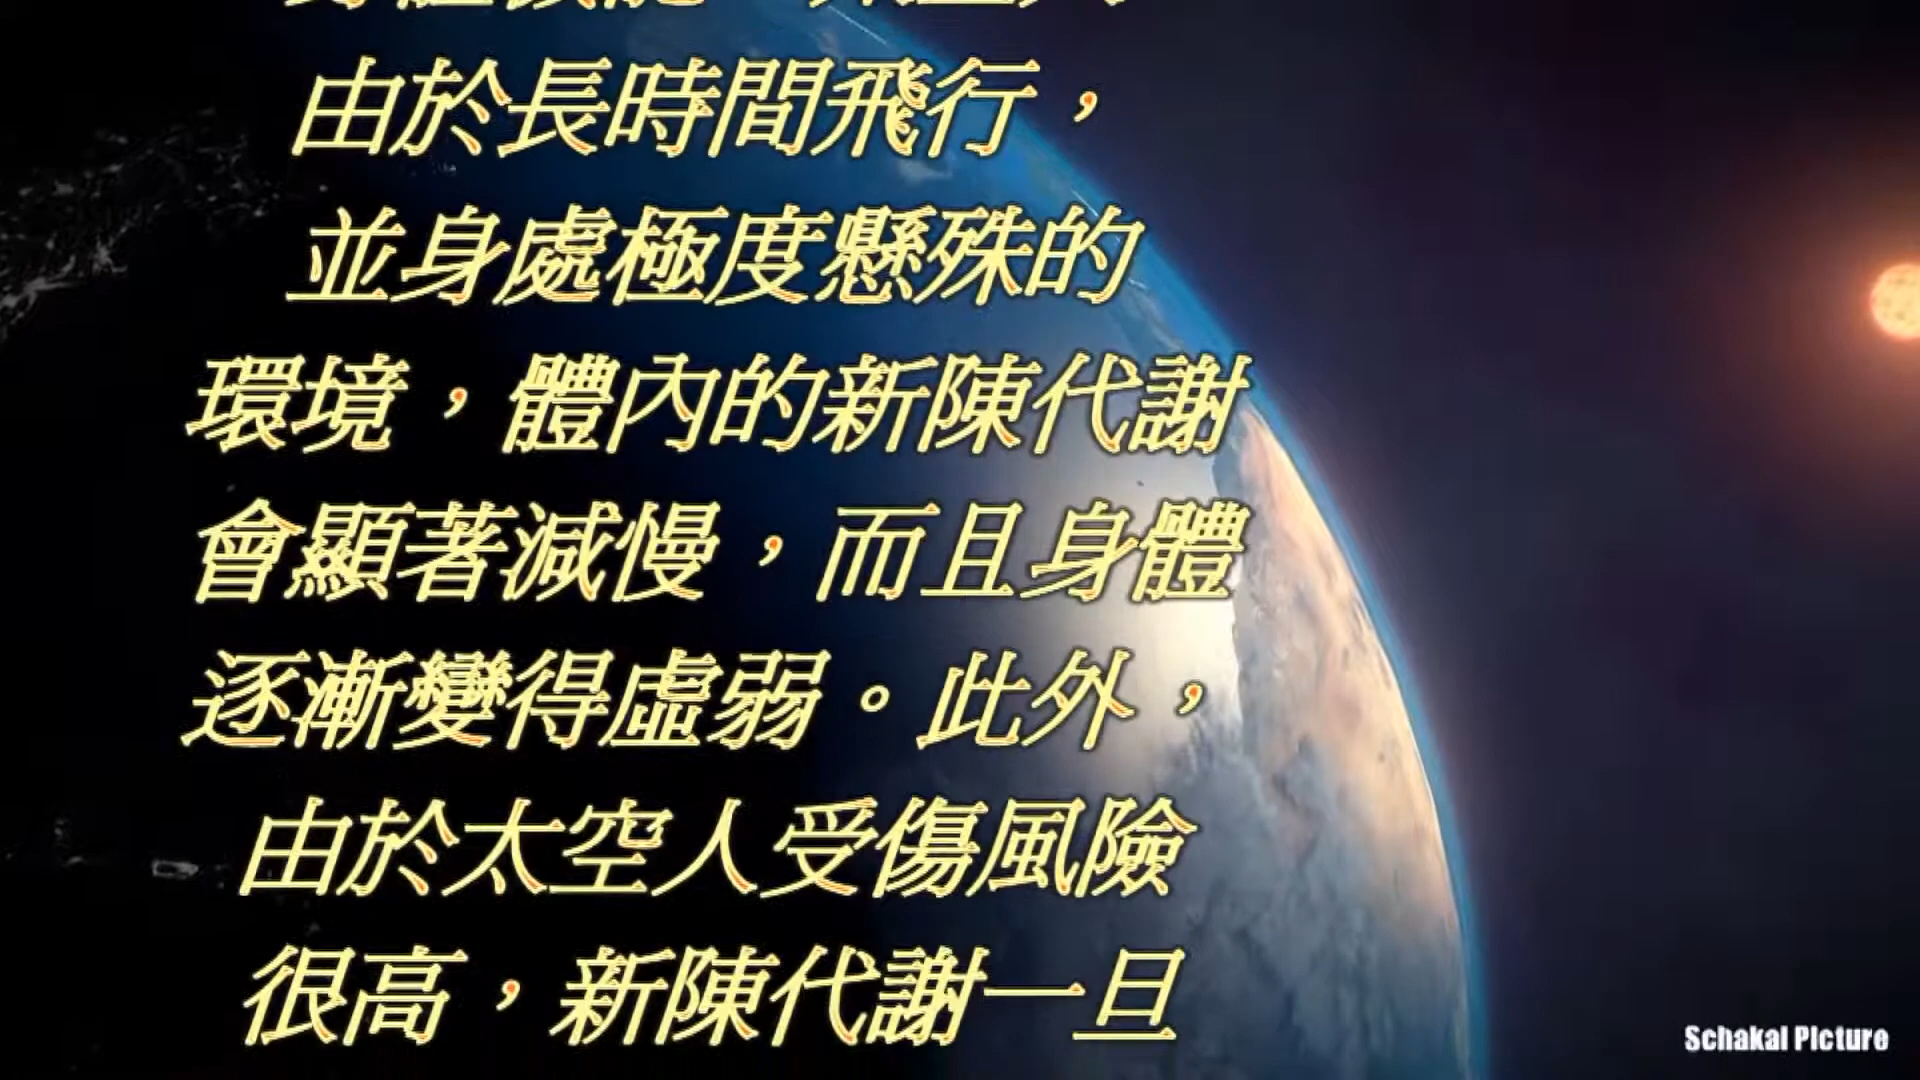 由於長時間飛行，
並身處極度懸殊的
環境，體內的新陳代謝
會顯著減慢，而且身體
逐漸變得虛弱。此外，
由於太空人受傷風險
很高，新陳代謝一旦
Schakal Picture